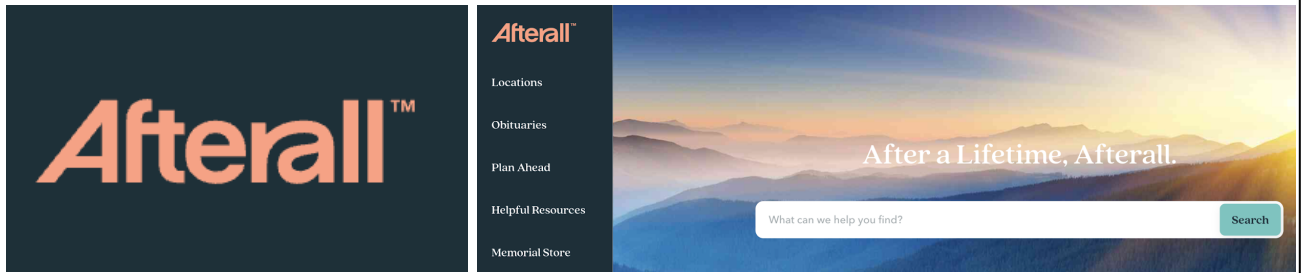 Afterall™
Afterall™
Locations
Obituaries
Plan Ahead
Helpful Resources
Memorial Store
After a Lifetime, Afterall.
What can we help you find?
Search